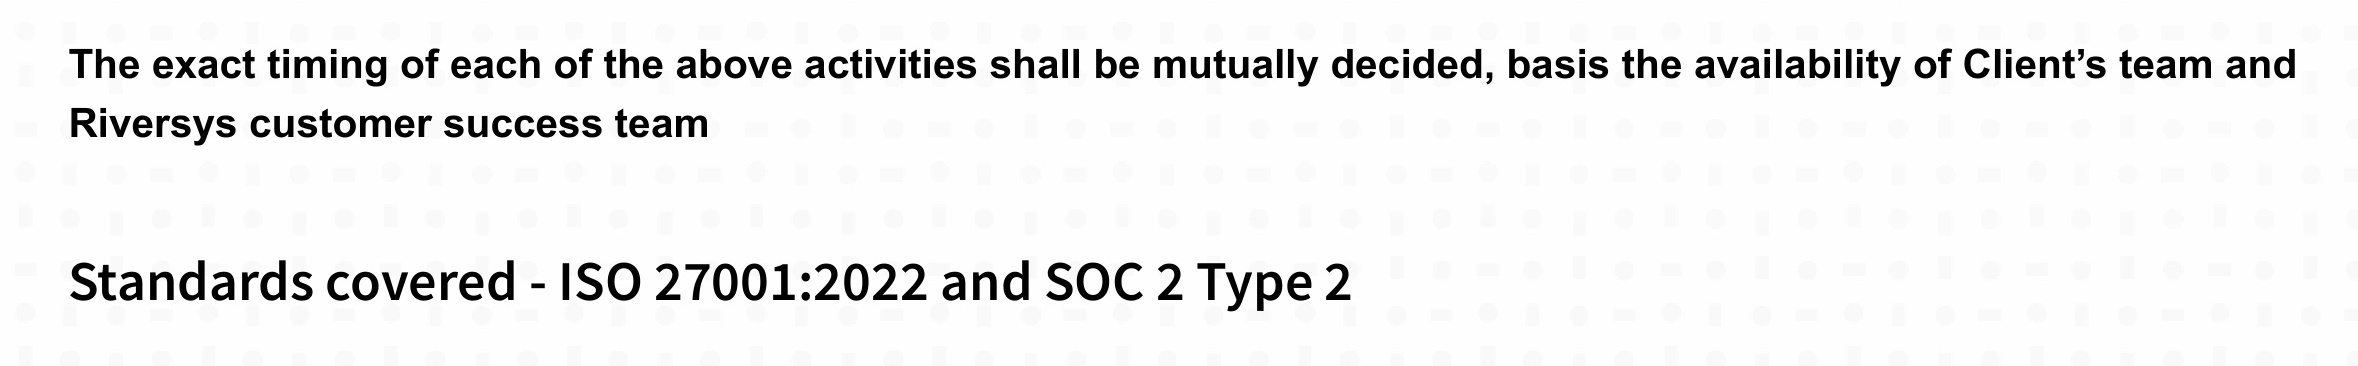 The exact timing of each of the above activities shall be mutually decided, basis the availability of Client’s team and
Riversys customer success team
Standards covered - ISO 27001:2022 and SOC 2 Type 2